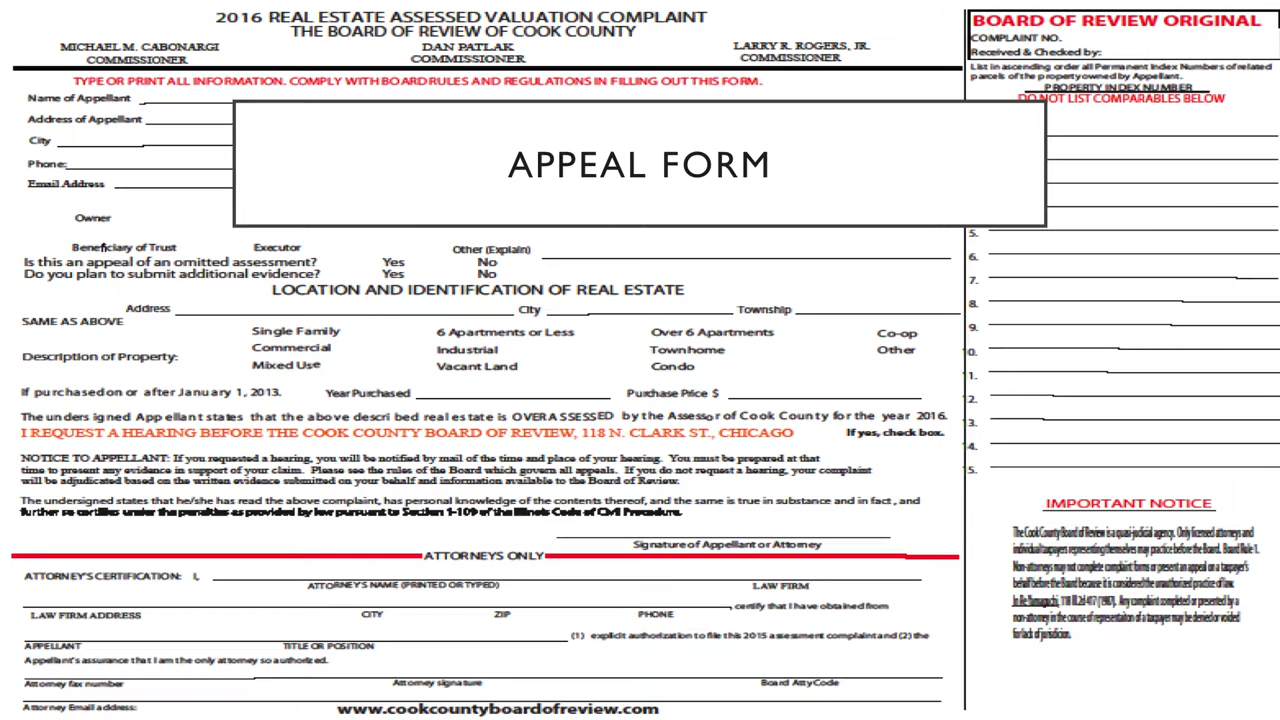 2016 REAL ESTATE ASSESSED VALUATION COMPLAINT
THE BOARD OF REVIEW OF COOK COUNTY
MICHAEL M. CABONARGI DAN PATLAK LARRY R. ROGERS, JR.
COMMISSIONER COMMISSIONER COMMISSIONER
TYPE OR PRINT ALL INFORMATION. COMPLY WITH BOARD RULES AND REGULATIONS IN FILLING OUT THIS FORM.
Name of Appellant
Address of Appellant
City
Phone:
Email Address
APPEAL FORM
Owner
Beneficiary of Trust Executor Other (Explain)
Is this an appeal of an omitted assessment? Yes No
Do you plan to submit additional evidence? Yes No
LOCATION AND IDENTIFICATION OF REAL ESTATE
Address City Township
SAME AS ABOVE
Single Family 6 Apartments or Less Over 6 Apartments Co-op
Description of Property: Commercial Industrial Townhome Other
Mixed Use Vacant Land Condo
If purchased on or after January 1, 2013. Year Purchased Purchase Price $
The undersigned Appellant states that the above described real estate is OVERASSESSED by the Assessor of Cook County for the year 2016.
I REQUEST A HEARING BEFORE THE COOK COUNTY BOARD OF REVIEW, 118 N. CLARK ST., CHICAGO If yes, check box.
NOTICE TO APPELLANT: If you requested a hearing, you will be notified by mail of the time and place of your hearing. You must be prepared at that
time to present any evidence in support of your claim. Please see the rules of the Board which govern all appeals. If you do not request a hearing, your complaint
will be adjudicated based on the written evidence submitted on your behalf and information available to the Board of Review.
The undersigned states that he/she has read the above complaint, has personal knowledge of the contents thereof, and the same is true in substance and in fact, and
further so certifies under the penalties as provided by law pursuant to Section 1-109 of the Illinois Code of Civil Procedure.
Signature of Appellant or Attorney
ATTORNEYS ONLY
ATTORNEY'S CERTIFICATION: I,
ATTORNEY'S NAME (PRINTED OR TYPED) LAW FIRM
, certify that I have obtained from
LAW FIRM ADDRESS CITY ZIP PHONE
(1) explicit authorization to file this 2015 assessment complaint and (2) the
APPELLANT TITLE OR POSITION
Appellant's assurance that I am the only attorney so authorized.
Attorney fax number Attorney signature Board Atty Code
Attorney Email address: www.cookcountyboardofreview.com
BOARD OF REVIEW ORIGINAL
COMPLAINT NO.
Received & Checked by:
List in ascending order all Permanent Index Numbers of related
parcels of the property owned by Appellant.
PROPERTY INDEX NUMBER
DO NOT LIST COMPARABLES BELOW
5.
6.
7.
8.
9.
0.
1.
2.
3.
4.
5.
IMPORTANT NOTICE
The Cook County Board of Review is a quasi-judicial agency. Only licensed attorneys and
individual taxpayers representing themselves may practice before the Board. Board Rule 1.
Non-attorneys may not complete complaint forms or present an appeal on a taxpayer's
behalf before the Board because it is considered the unauthorized practice of law.
In Re Yamaguchi, 118 Ill.2d 417 (1987). Any complaint completed or presented by a
non-attorney in the course of representation of a taxpayer may be denied or voided
for lack of jurisdiction.